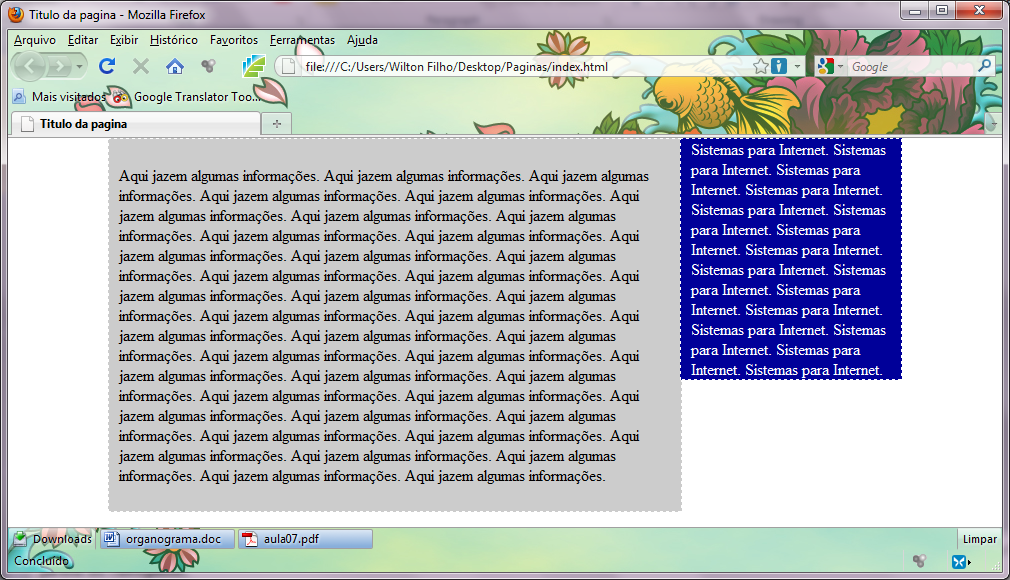 Titulo da pagina - Mozilla Firefox
Arquivo Editar Exibir Histórico Favoritos Ferramentas Ajuda
file:///C:/Users/Wilton Filho/Desktop/Paginas/index.html
Google
Mais visitados Google Translator Too...
Titulo da pagina
Aqui jazem algumas informações. Aqui jazem algumas informações. Aqui jazem algumas
informações. Aqui jazem algumas informações. Aqui jazem algumas informações. Aqui
jazem algumas informações. Aqui jazem algumas informações. Aqui jazem algumas
informações. Aqui jazem algumas informações. Aqui jazem algumas informações. Aqui
jazem algumas informações. Aqui jazem algumas informações. Aqui jazem algumas
informações. Aqui jazem algumas informações. Aqui jazem algumas informações. Aqui
jazem algumas informações. Aqui jazem algumas informações. Aqui jazem algumas
informações. Aqui jazem algumas informações. Aqui jazem algumas informações. Aqui
jazem algumas informações. Aqui jazem algumas informações. Aqui jazem algumas
informações. Aqui jazem algumas informações. Aqui jazem algumas informações. Aqui
jazem algumas informações. Aqui jazem algumas informações. Aqui jazem algumas
informações. Aqui jazem algumas informações. Aqui jazem algumas informações. Aqui
jazem algumas informações. Aqui jazem algumas informações. Aqui jazem algumas
informações. Aqui jazem algumas informações. Aqui jazem algumas informações. Aqui
jazem algumas informações. Aqui jazem algumas informações. Aqui jazem algumas
informações. Aqui jazem algumas informações. Aqui jazem algumas informações.
Sistemas para Internet. Sistemas
para Internet. Sistemas para
Internet. Sistemas para Internet.
Sistemas para Internet. Sistemas
para Internet. Sistemas para
Internet. Sistemas para Internet.
Sistemas para Internet. Sistemas
para Internet. Sistemas para
Internet. Sistemas para Internet.
Sistemas para Internet. Sistemas
para Internet. Sistemas para
Internet. Sistemas para Internet.
Downloads organograma.doc aula07.pdf Limpar
Concluído